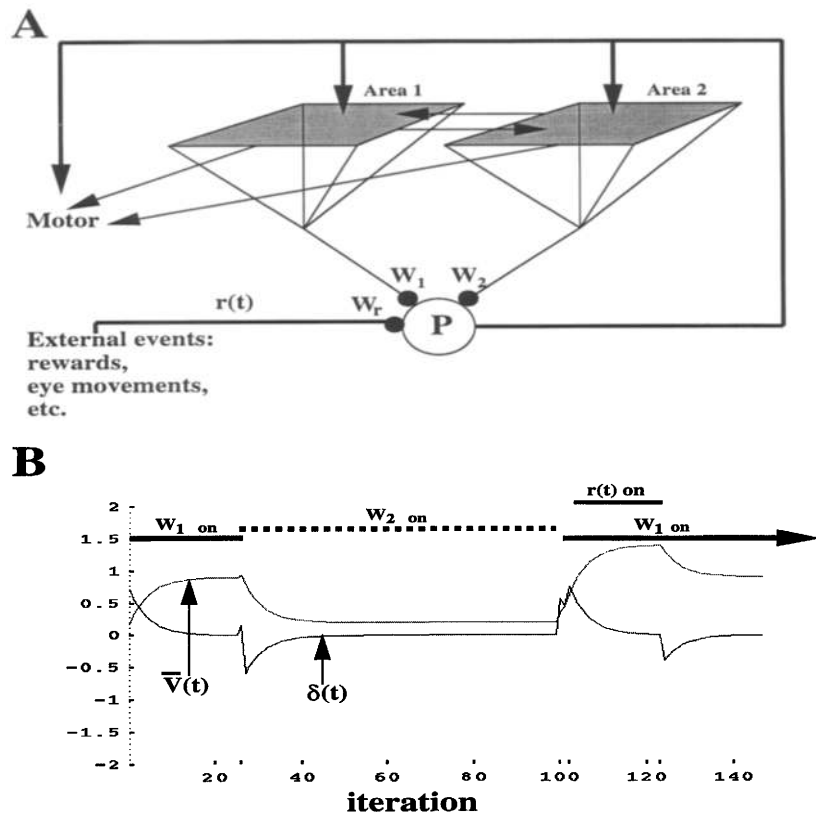 A
Area 1
Area 2
Motor
W1
W2
r(t)
Wr
P
External events:
rewards,
eye movements,
etc.
B
r(t) on
W1 on
W2 on
W1 on
2
1.5
1
0.5
0
-0.5
-1
-1.5
-2
V̅(t)
δ(t)
20
40
60
80
100
120
140
iteration